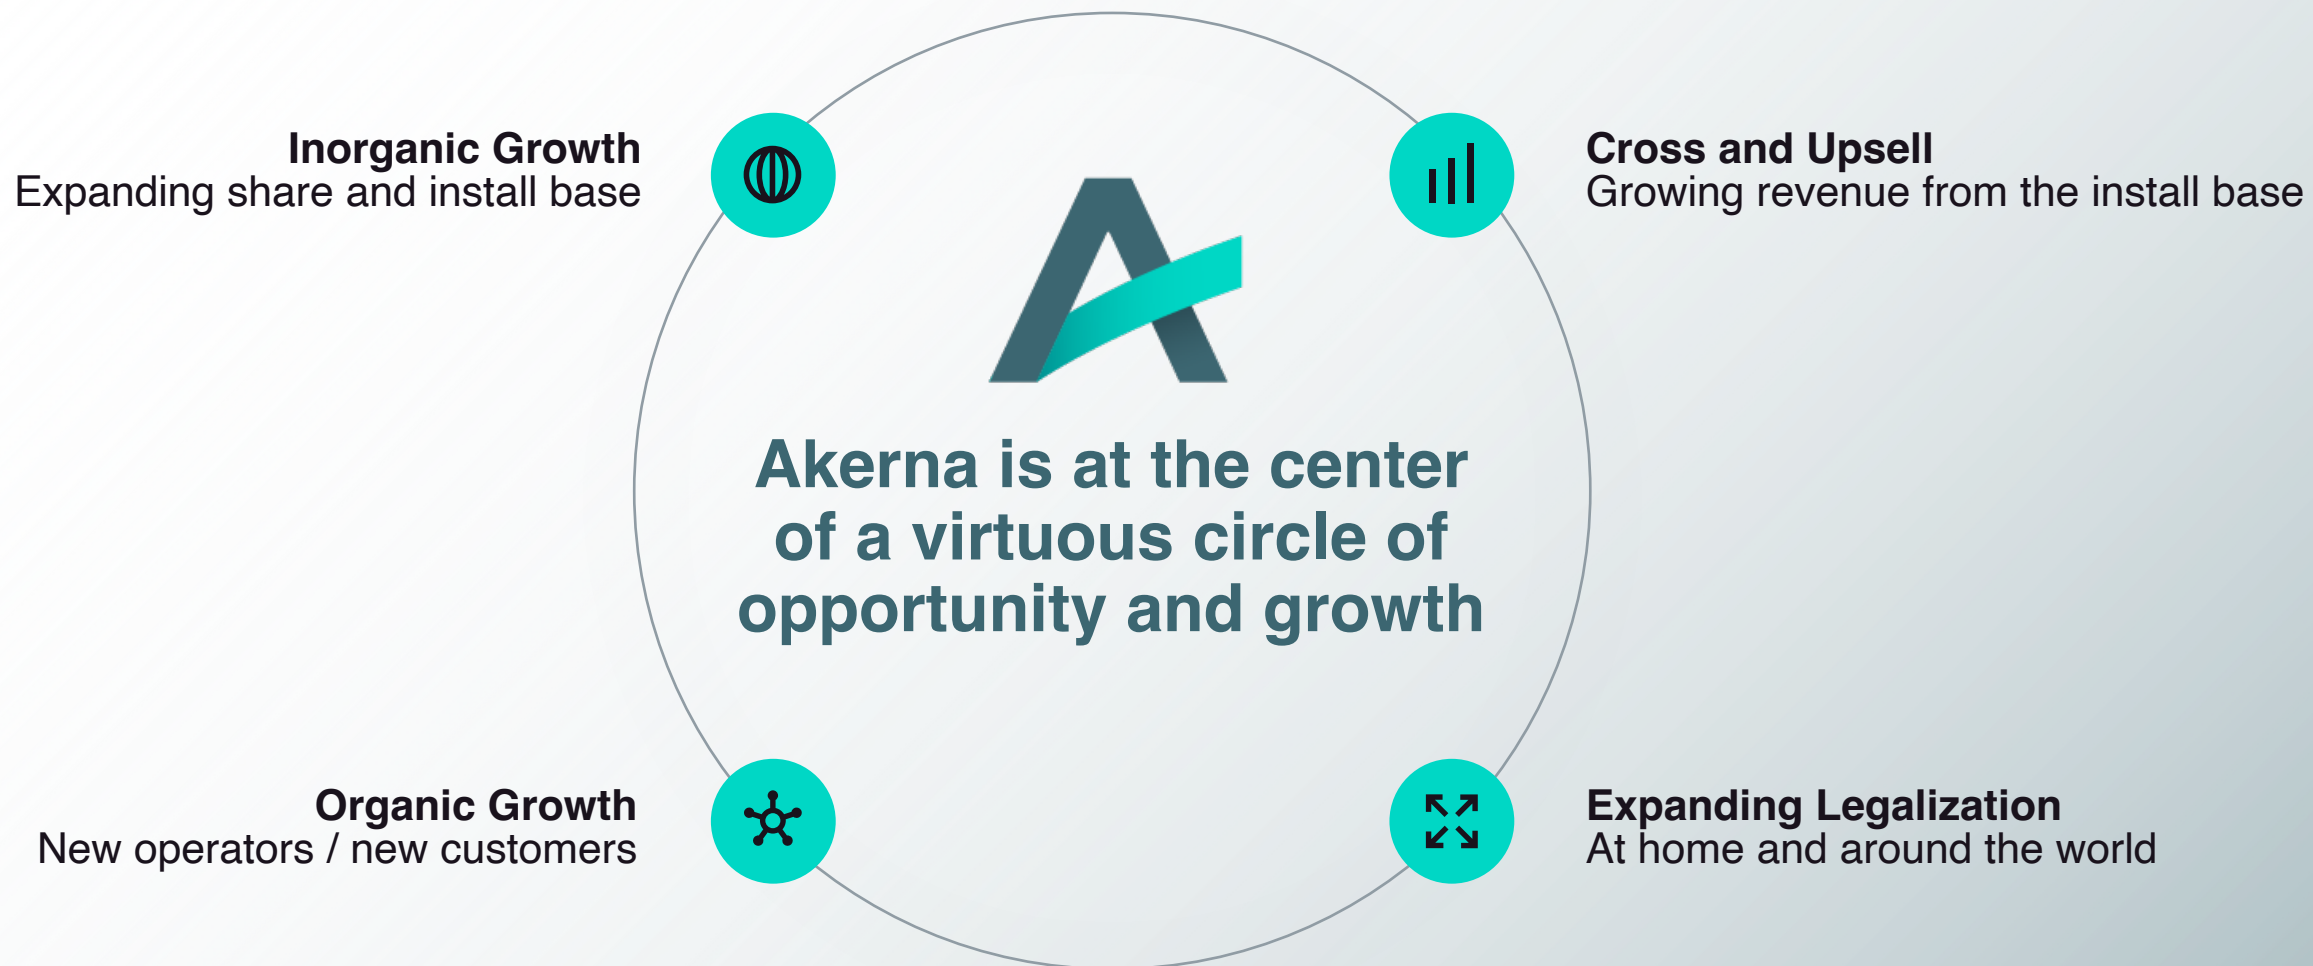 Inorganic Growth
Expanding share and install base
Cross and Upsell
Growing revenue from the install base
Akerna is at the center
of a virtuous circle of
opportunity and growth
Organic Growth
New operators / new customers
Expanding Legalization
At home and around the world